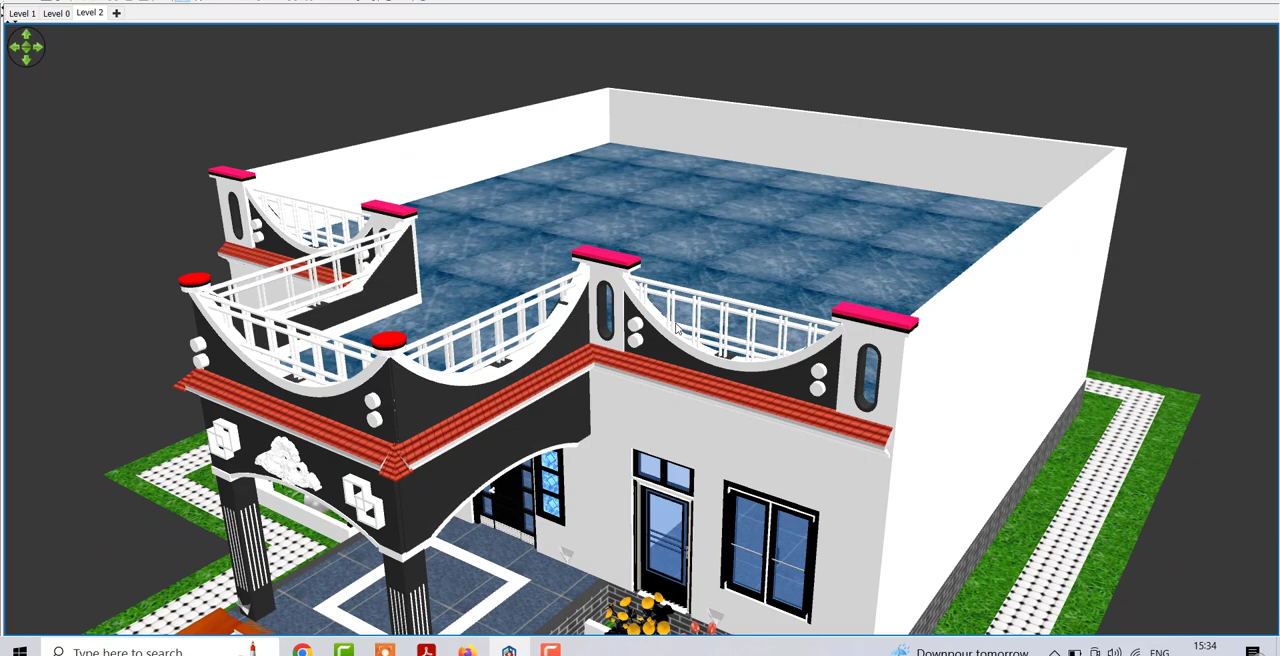 Level 1 Level 0 Level 2
Type here to search
Downpour tomorrow
ENG
15:34